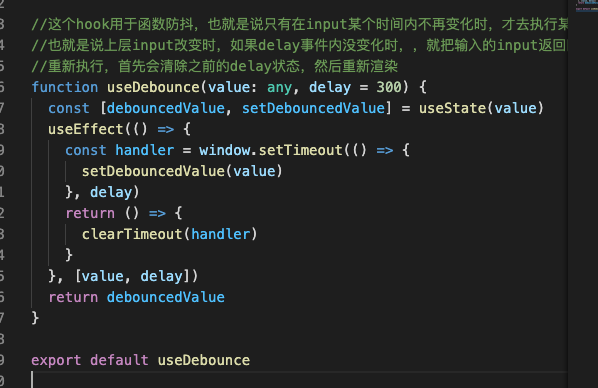 //这个hook用于函数防抖，也就是说只有在input某个时间内不再变化时，才去执行某
//也就是说上层input改变时，如果delay事件内没变化时，，就把输入的input返回
//重新执行，首先会清除之前的delay状态，然后重新渲染
function useDebounce(value: any, delay = 300) {
const [debouncedValue, setDebouncedValue] = useState(value)
useEffect(() => {
const handler = window.setTimeout(() => {
setDebouncedValue(value)
}, delay)
return () => {
clearTimeout(handler)
}
}, [value, delay])
return debouncedValue
}
export default useDebounce